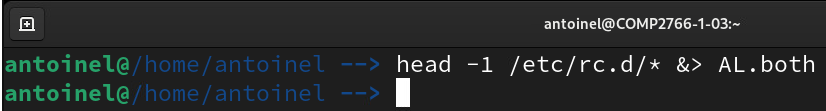 antoinel@COMP2766-1-03:~
antoinel@/home/antoinel --> head -1 /etc/rc.d/* &> AL.both
antoinel@/home/antoinel -->